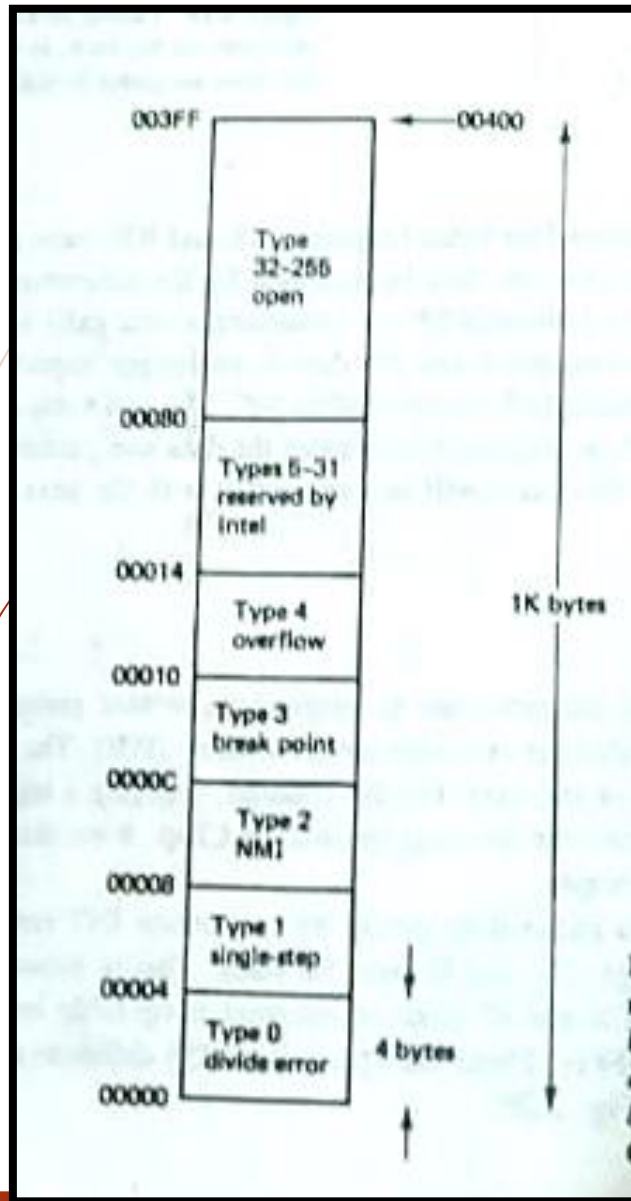 003FF
00400
Type
32-255
open
00080
Types 5-31
reserved by
Intel
00014
1K bytes
Type 4
overflow
00010
Type 3
break point
0000C
Type 2
NMI
00008
Type 1
single-step
00004
Type 0
divide error
4 bytes
00000